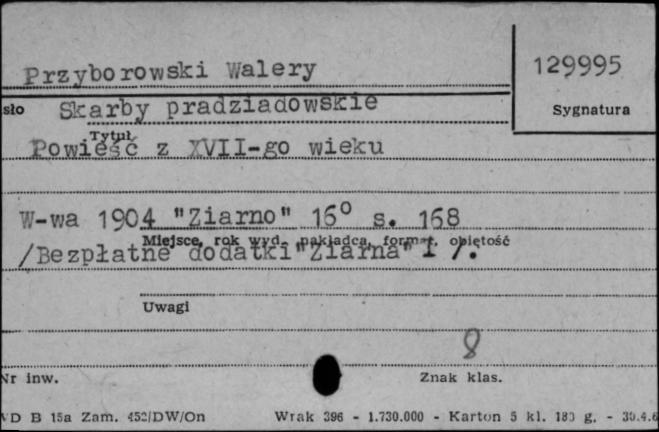 Przyborowski Walery
129995
sło Skarby pradziadowskie
Sygnatura
Tytuł
Powieść z XVII-go wieku
W-wa 1904 "Ziarno" 16° s. 168
Miejsce, rok wyd., nakładca, format, objętość
/Bezpłatne dodatki "Ziarna" I /.
Uwagi
8
Nr inw.
Znak klas.
D B 15a Zam. 452/DW/On Wrak 396 - 1.730.000 - Karton 5 kl. 180 g. - 30.4.6